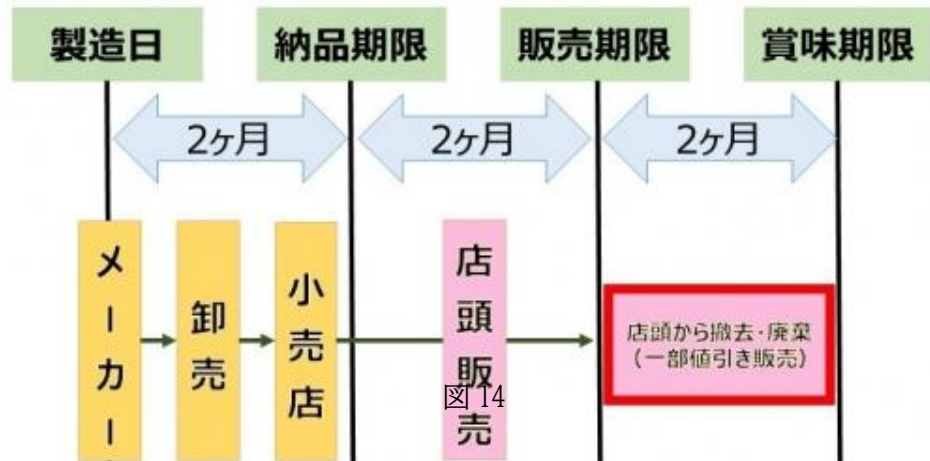 製造日
納品期限
販売期限
賞味期限
2ヶ月
2ヶ月
2ヶ月
メーカー
卸売
小売店
店頭販売
店頭から撤去・廃棄
（一部値引き販売）
図 14